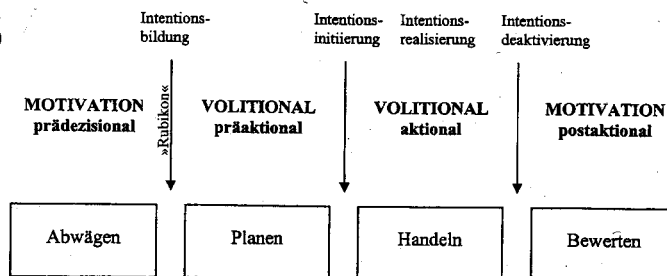 Intentions-
bildung
Intentions-
initiierung
Intentions-
realisierung
Intentions-
deaktivierung
MOTIVATION
prädezisional
»Rubikon«
VOLITIONAL
präaktional
VOLITIONAL
aktional
MOTIVATION
postaktional
Abwägen
Planen
Handeln
Bewerten